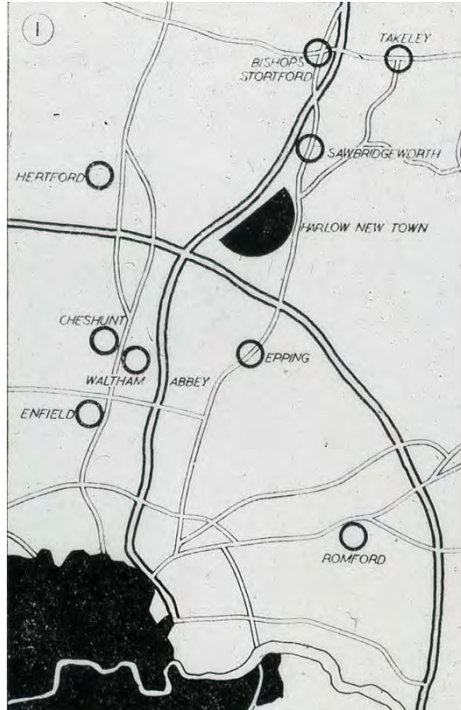 1
TAKELEY
BISHOPS
STORTFORD
SAWBRIDGEWORTH
HERTFORD
HARLOW NEW TOWN
CHESHUNT
WALTHAM ABBEY
EPPING
ENFIELD
ROMFORD